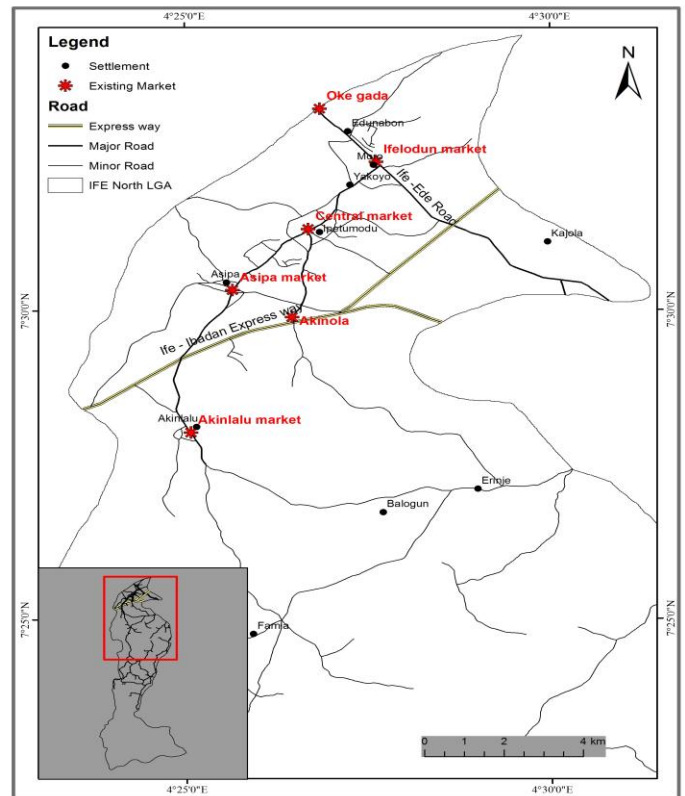 4°25'0"E
4°30'0"E
Legend
Settlement
Existing Market
Road
Express way
Major Road
Minor Road
IFE North LGA
N
Oke gada
Edunabon
Ifelodun market
Moro
Yakoyo
Ife -Ede Road
Central market
Ipetumodu
Kajola
Asipa
Asipa market
7°30'0"N
7°30'0"N
Ife - Ibadan Express way
Akinola
Akinlalu
Akinlalu market
Erinje
Balogun
Famia
7°25'0"N
7°25'0"N
0 1 2 4 km
4°25'0"E
4°30'0"E